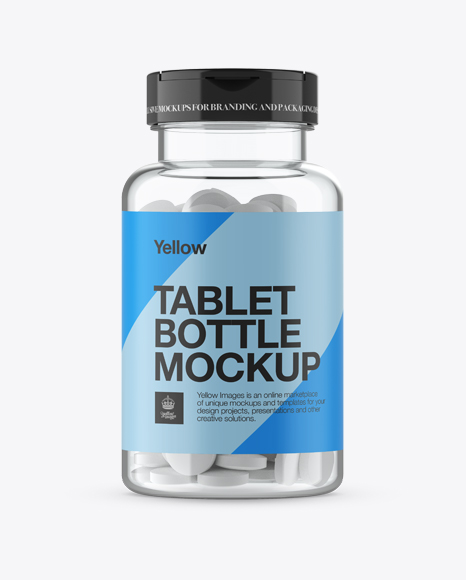 MOCKUPS FOR BRANDING AND PACKAGING
Yellow
TABLET
BOTTLE
MOCKUP
Yellow Images is an online marketplace
of unique mockups and templates for your
design projects, presentations and other
creative solutions.